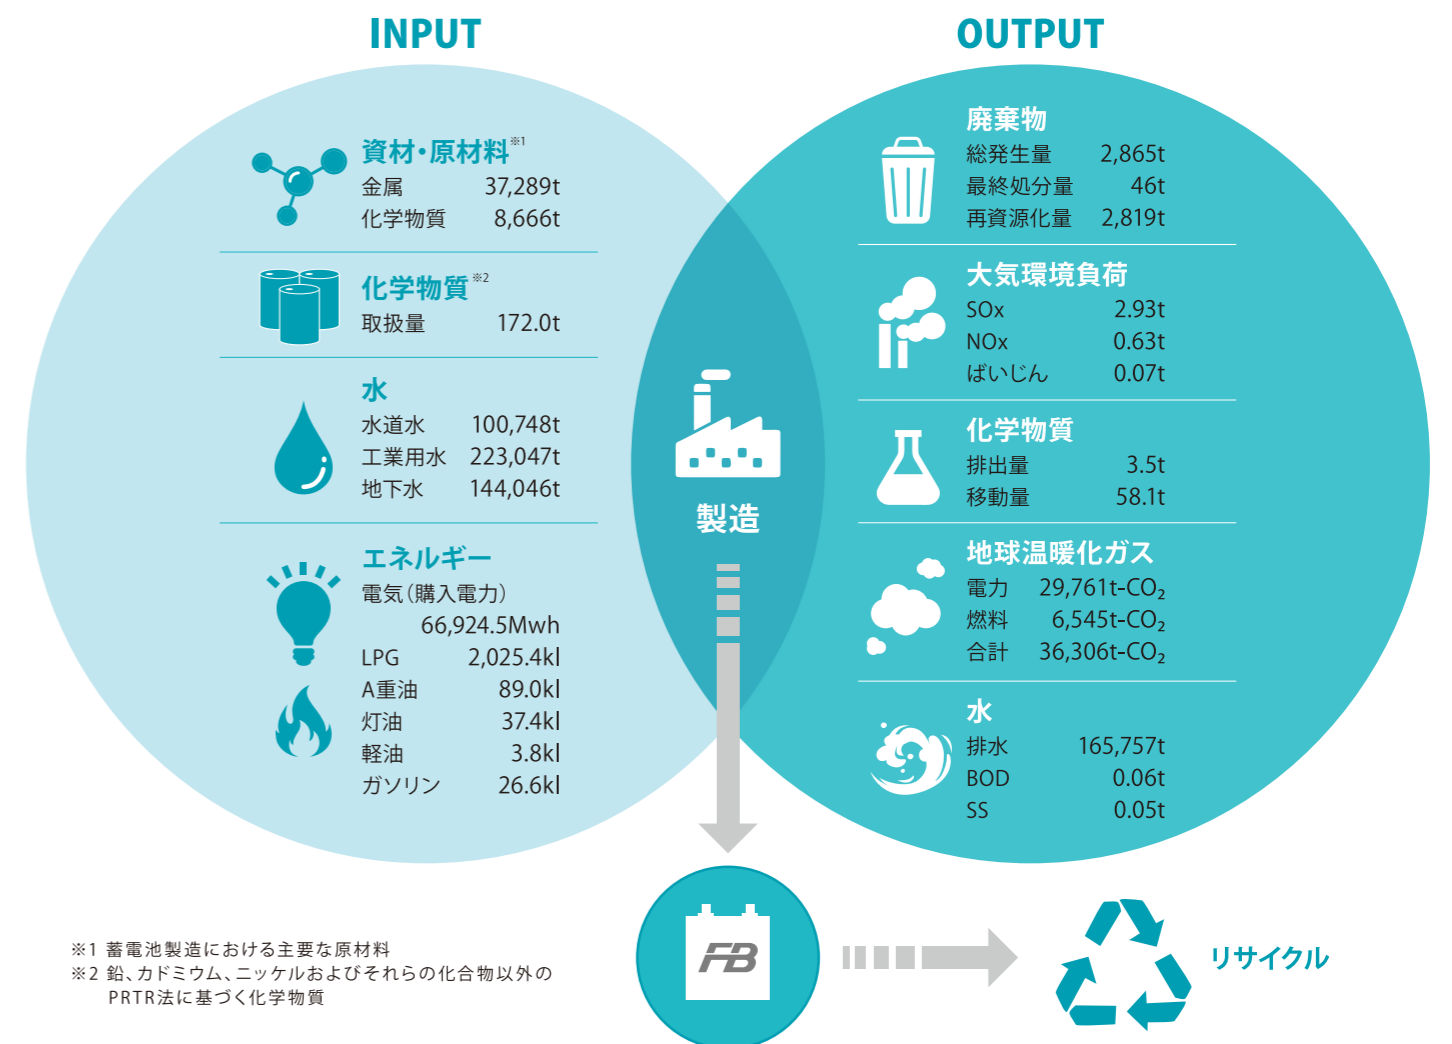 INPUT
資材・原材料※1
金属 37,289t
化学物質 8,666t
化学物質※2
取扱量 172.0t
水
水道水 100,748t
工業用水 223,047t
地下水 144,046t
エネルギー
電気（購入電力）
66,924.5Mwh
LPG 2,025.4kl
A重油 89.0kl
灯油 37.4kl
軽油 3.8kl
ガソリン 26.6kl
製造
OUTPUT
廃棄物
総発生量 2,865t
最終処分量 46t
再資源化量 2,819t
大気環境負荷
SOx 2.93t
NOx 0.63t
ばいじん 0.07t
化学物質
排出量 3.5t
移動量 58.1t
地球温暖化ガス
電力 29,761t-CO₂
燃料 6,545t-CO₂
合計 36,306t-CO₂
水
排水 165,757t
BOD 0.06t
SS 0.05t
FB
リサイクル
※1 蓄電池製造における主要な原材料
※2 鉛、カドミウム、ニッケルおよびそれらの化合物以外の
PRTR法に基づく化学物質